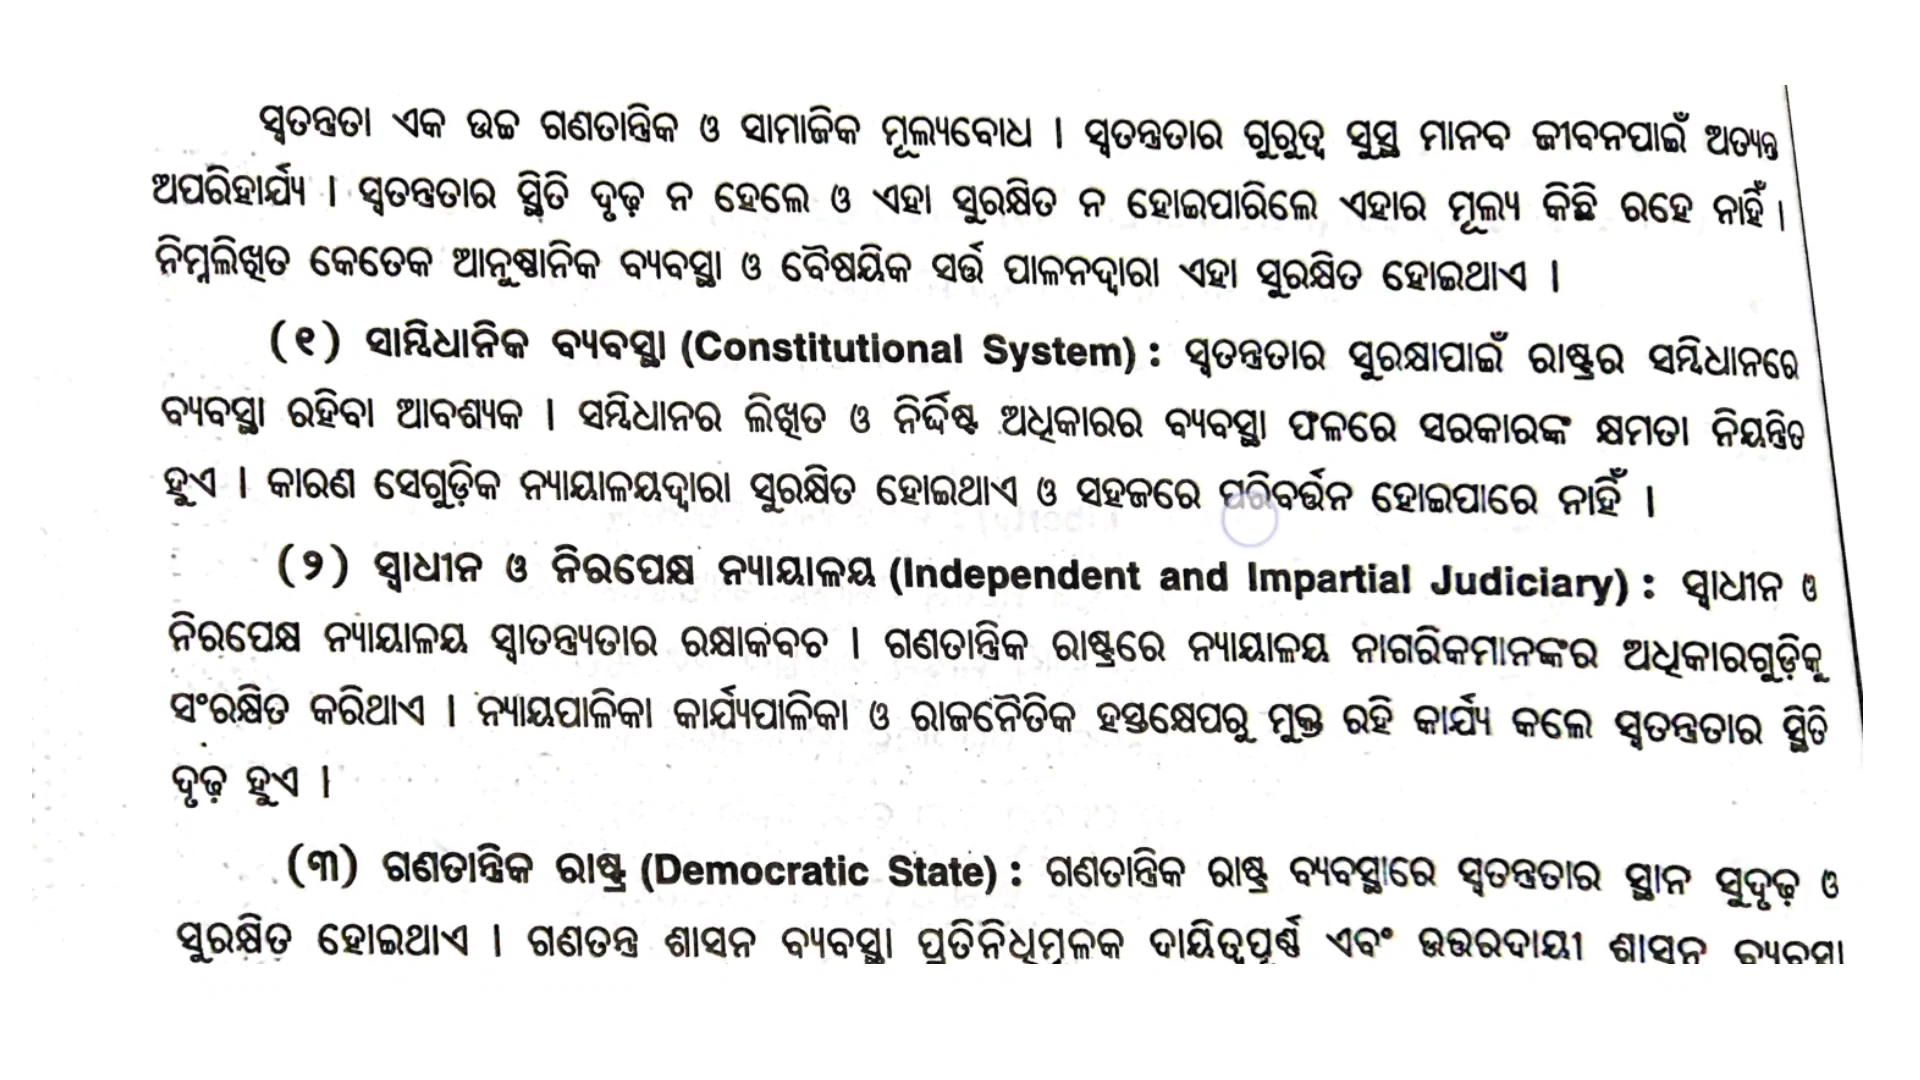 ସ୍ୱତନ୍ତ୍ରତା ଏକ ଉଚ୍ଚ ଗଣତାନ୍ତ୍ରିକ ଓ ସାମାଜିକ ମୂଲ୍ୟବୋଧ । ସ୍ୱତନ୍ତ୍ରତାର ଗୁରୁତ୍ୱ ସୁସ୍ଥ ମାନବ ଜୀବନପାଇଁ ଅତ୍ୟନ୍ତ
ଅପରିହାର୍ଯ୍ୟ । ସ୍ୱତନ୍ତ୍ରତାର ସ୍ଥିତି ଦୃଢ଼ ନ ହେଲେ ଓ ଏହା ସୁରକ୍ଷିତ ନ ହୋଇପାରିଲେ ଏହାର ମୂଲ୍ୟ କିଛି ରହେ ନାହିଁ ।
ନିମ୍ନଲିଖିତ କେତେକ ଆନୁଷ୍ଠାନିକ ବ୍ୟବସ୍ଥା ଓ ବୈଷୟିକ ସର୍ତ୍ତ ପାଳନଦ୍ୱାରା ଏହା ସୁରକ୍ଷିତ ହୋଇଥାଏ ।
(୧) ସାମ୍ବିଧାନିକ ବ୍ୟବସ୍ଥା (Constitutional System) : ସ୍ୱତନ୍ତ୍ରତାର ସୁରକ୍ଷାପାଇଁ ରାଷ୍ଟ୍ରର ସମ୍ବିଧାନରେ
ବ୍ୟବସ୍ଥା ରହିବା ଆବଶ୍ୟକ । ସମ୍ବିଧାନର ଲିଖିତ ଓ ନିର୍ଦ୍ଦିଷ୍ଟ ଅଧିକାରର ବ୍ୟବସ୍ଥା ଫଳରେ ସରକାରଙ୍କ କ୍ଷମତା ନିୟନ୍ତ୍ରିତ
ହୁଏ । କାରଣ ସେଗୁଡ଼ିକ ନ୍ୟାୟାଳୟଦ୍ୱାରା ସୁରକ୍ଷିତ ହୋଇଥାଏ ଓ ସହଜରେ ପରିବର୍ତ୍ତନ ହୋଇପାରେ ନାହିଁ ।
(୨) ସ୍ୱାଧୀନ ଓ ନିରପେକ୍ଷ ନ୍ୟାୟାଳୟ (Independent and Impartial Judiciary) : ସ୍ୱାଧୀନ ଓ
ନିରପେକ୍ଷ ନ୍ୟାୟାଳୟ ସ୍ୱାତନ୍ତ୍ର୍ୟତାର ରକ୍ଷାକବଚ । ଗଣତାନ୍ତ୍ରିକ ରାଷ୍ଟ୍ରରେ ନ୍ୟାୟାଳୟ ନାଗରିକମାନଙ୍କର ଅଧିକାରଗୁଡ଼ିକୁ
ସଂରକ୍ଷିତ କରିଥାଏ । ନ୍ୟାୟପାଳିକା କାର୍ଯ୍ୟପାଳିକା ଓ ରାଜନୈତିକ ହସ୍ତକ୍ଷେପରୁ ମୁକ୍ତ ରହି କାର୍ଯ୍ୟ କଲେ ସ୍ୱତନ୍ତ୍ରତାର ସ୍ଥିତି
ଦୃଢ଼ ହୁଏ ।
(୩) ଗଣତାନ୍ତ୍ରିକ ରାଷ୍ଟ୍ର (Democratic State) : ଗଣତାନ୍ତ୍ରିକ ରାଷ୍ଟ୍ର ବ୍ୟବସ୍ଥାରେ ସ୍ୱତନ୍ତ୍ରତାର ସ୍ଥାନ ସୁଦୃଢ଼ ଓ
ସୁରକ୍ଷିତ ହୋଇଥାଏ । ଗଣତନ୍ତ୍ର ଶାସନ ବ୍ୟବସ୍ଥା ପ୍ରତିନିଧିମୂଳକ ଦାୟିତ୍ୱପୂର୍ଣ୍ଣ ଏବଂ ଉତ୍ତରଦାୟୀ ଶାସନ ବ୍ୟବସ୍ଥା